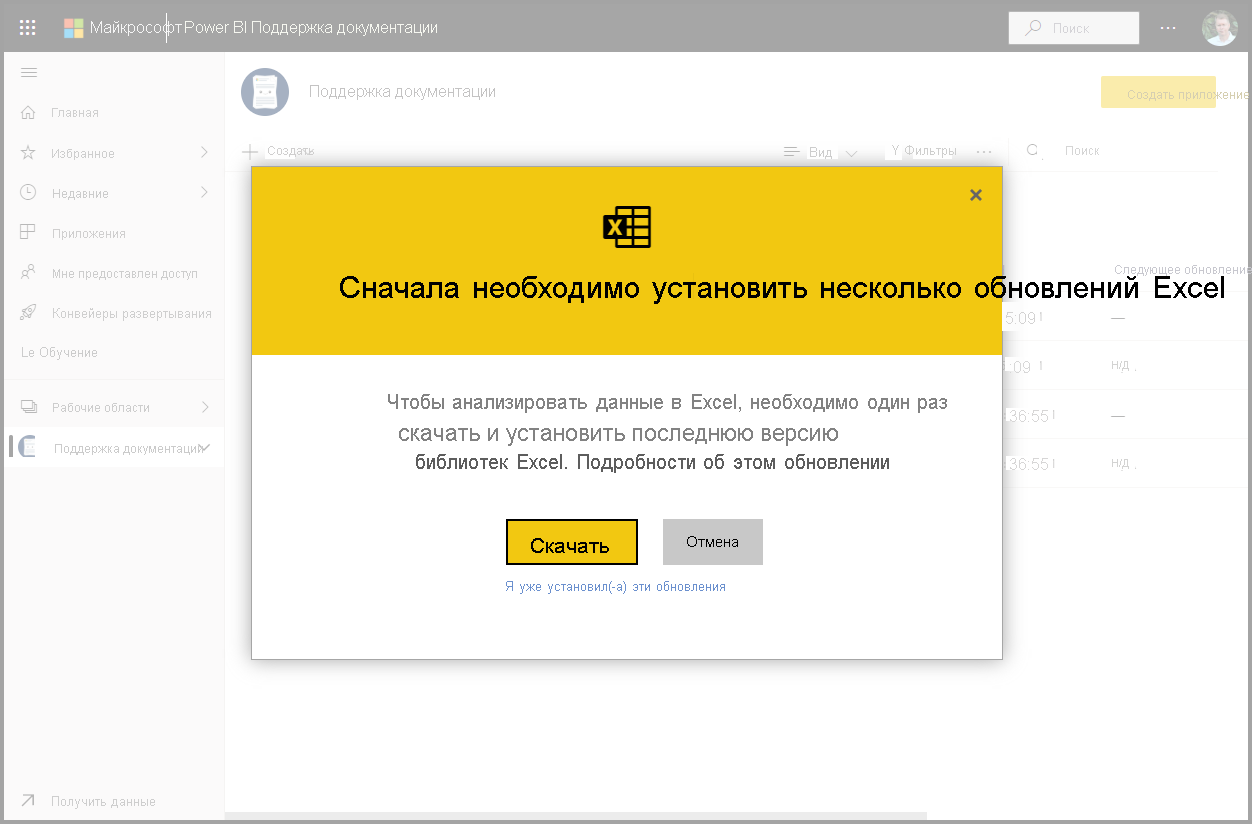 Майкрософт Power BI Поддержка документации
Поиск
Поддержка документации
Создать приложение
Главная
Избранное
Недавние
Приложения
Мне предоставлен доступ
Конвейеры развертывания
Le Обучение
Рабочие области
Поддержка документации
Получить данные
Создать
Вид
Фильтры
Поиск
Следующее обновление
Сначала необходимо установить несколько обновлений Excel
5:09
—
:09
н/д
36:55
—
36:55
н/д
Чтобы анализировать данные в Excel, необходимо один раз
скачать и установить последнюю версию
библиотек Excel. Подробности об этом обновлении
Скачать
Отмена
Я уже установил(-а) эти обновления